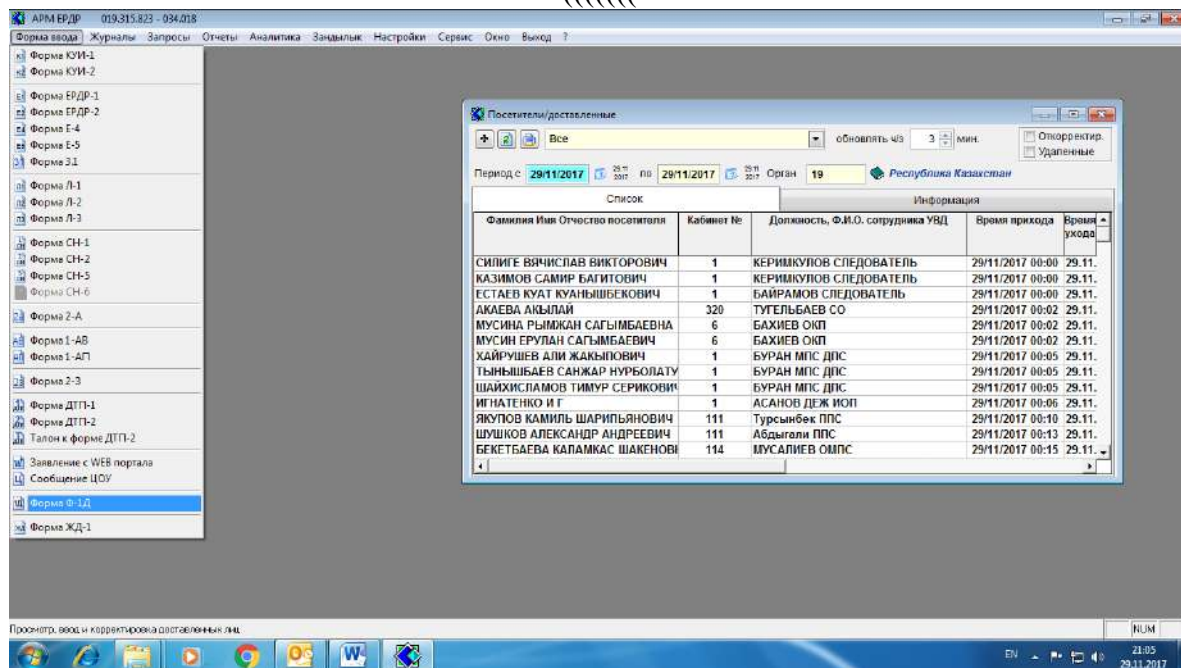 АРМ ЕРДР 019.315.823 - 034.018
Форма ввода Журналы Запросы Отчеты Аналитика Заңдылық Настройки Сервис Окно Выход ?
Форма КУИ-1
Форма КУИ-2
Форма ЕРДР-1
Форма ЕРДР-2
Форма Е-4
Форма Е-5
Форма 3.1
Форма Л-1
Форма Л-2
Форма Л-3
Форма СН-1
Форма СН-2
Форма СН-5
Форма СН-6
Форма 2-А
Форма 1-АВ
Форма 1-АП
Форма 2-З
Форма ДТП-1
Форма ДТП-2
Талон к форме ДТП-2
Заявление с WEB портала
Сообщение ЦОУ
Форма Ф-1Д
Форма ЖД-1
Посетители/доставленные
Все обновлять ч/з 3 мин. Откорректир.
Удаленные
Период с 29/11/2017 29.11 2017 по 29/11/2017 29.11 2017 Орган 19 Республика Казахстан
Список Информация
Фамилия Имя Отчество посетителя Кабинет № Должность, Ф.И.О. сотрудника УВД Время прихода Время ухода
СИЛИГЕ ВЯЧИСЛАВ ВИКТОРОВИЧ 1 КЕРИМКУЛОВ СЛЕДОВАТЕЛЬ 29/11/2017 00:00 29.11.
КАЗИМОВ САМИР БАГИТОВИЧ 1 КЕРИМКУЛОВ СЛЕДОВАТЕЛЬ 29/11/2017 00:00 29.11.
ЕСТАЕВ КУАТ КУАНЫШБЕКОВИЧ 1 БАЙРАМОВ СЛЕДОВАТЕЛЬ 29/11/2017 00:00 29.11.
АКАЕВА АКЫЛАЙ 320 ТУГЕЛЬБАЕВ СО 29/11/2017 00:02 29.11.
МУСИНА РЫМЖАН САГЫМБАЕВНА 6 БАХИЕВ ОКП 29/11/2017 00:02 29.11.
МУСИН ЕРУЛАН САГЫМБАЕВИЧ 6 БАХИЕВ ОКП 29/11/2017 00:02 29.11.
ХАЙРУШЕВ АЛИ ЖАКЫПОВИЧ 1 БУРАН МПС ДПС 29/11/2017 00:05 29.11.
ТЫНЫШБАЕВ САНЖАР НУРБОЛАТУ 1 БУРАН МПС ДПС 29/11/2017 00:05 29.11.
ШАЙХИСЛАМОВ ТИМУР СЕРИКОВИЧ 1 БУРАН МПС ДПС 29/11/2017 00:05 29.11.
ИГНАТЕНКО И Г 1 АСАНОВ ДЕЖ ИОП 29/11/2017 00:06 29.11.
ЯКУПОВ КАМИЛЬ ШАРИПЬЯНОВИЧ 111 Турсынбек ППС 29/11/2017 00:10 29.11.
ШУШКОВ АЛЕКСАНДР АНДРЕЕВИЧ 111 Абдыгали ППС 29/11/2017 00:13 29.11.
БЕКЕТБАЕВА КАЛАМКАС ШАКЕНОВН 114 МУСАЛИЕВ ОМПС 29/11/2017 00:15 29.11.
Просмотр, ввод и корректировка доставленных лиц NUM
EN 21:05
29.11.2017